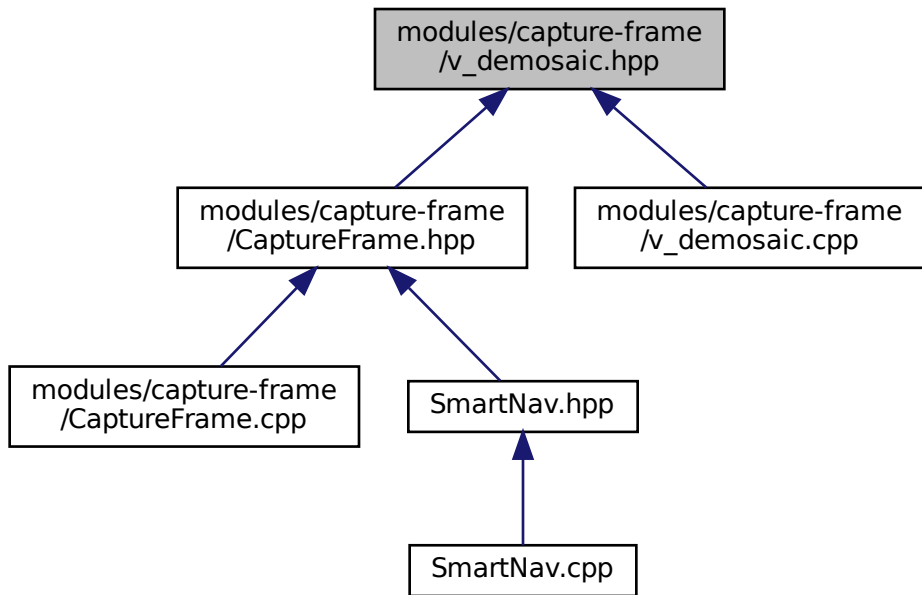 modules/capture-frame
/v_demosaic.hpp
modules/capture-frame
/CaptureFrame.hpp
modules/capture-frame
/v_demosaic.cpp
modules/capture-frame
/CaptureFrame.cpp
SmartNav.hpp
SmartNav.cpp